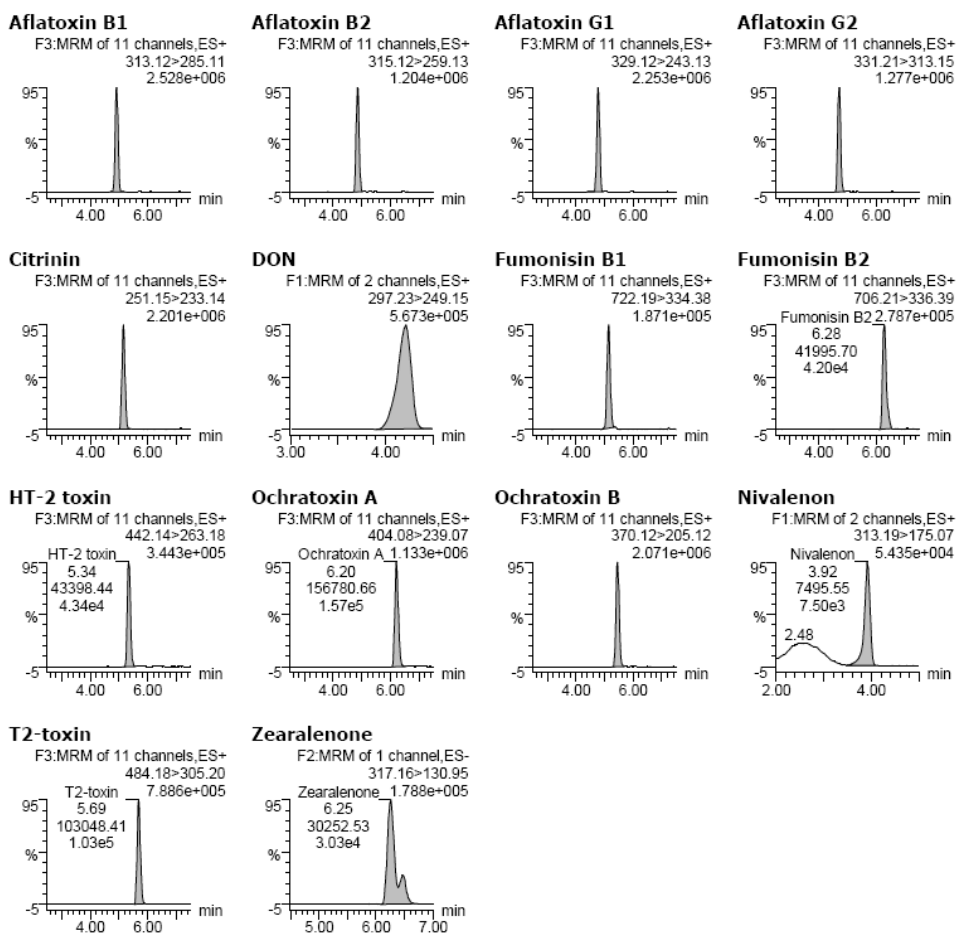 Aflatoxin B1
F3:MRM of 11 channels,ES+
313.12>285.11
2.528e+006
95
%
-5
min
4.00 6.00
Aflatoxin B2
F3:MRM of 11 channels,ES+
315.12>259.13
1.204e+006
95
%
-5
min
4.00 6.00
Aflatoxin G1
F3:MRM of 11 channels,ES+
329.12>243.13
2.253e+006
95
%
-5
min
4.00 6.00
Aflatoxin G2
F3:MRM of 11 channels,ES+
331.21>313.15
1.277e+006
95
%
-5
min
4.00 6.00
Citrinin
F3:MRM of 11 channels,ES+
251.15>233.14
2.201e+006
95
%
-5
min
4.00 6.00
DON
F1:MRM of 2 channels,ES+
297.23>249.15
5.673e+005
95
%
-5
min
3.00 4.00
Fumonisin B1
F3:MRM of 11 channels,ES+
722.19>334.38
1.871e+005
95
%
-5
min
4.00 6.00
Fumonisin B2
F3:MRM of 11 channels,ES+
706.21>336.39
Fumonisin B2 2.787e+005
95
6.28
41995.70
4.20e4
%
-5
min
4.00 6.00
HT-2 toxin
F3:MRM of 11 channels,ES+
442.14>263.18
HT-2 toxin 3.443e+005
95
5.34
43398.44
4.34e4
%
-5
min
4.00 6.00
Ochratoxin A
F3:MRM of 11 channels,ES+
404.08>239.07
Ochratoxin A 1.133e+006
95
6.20
156780.66
1.57e5
%
-5
min
4.00 6.00
Ochratoxin B
F3:MRM of 11 channels,ES+
370.12>205.12
2.071e+006
95
%
-5
min
4.00 6.00
Nivalenon
F1:MRM of 2 channels,ES+
313.19>175.07
Nivalenon 5.435e+004
95
3.92
7495.55
7.50e3
%
2.48
-5
min
2.00 4.00
T2-toxin
F3:MRM of 11 channels,ES+
484.18>305.20
T2-toxin 7.886e+005
95
5.69
103048.41
1.03e5
%
-5
min
4.00 6.00
Zearalenone
F2:MRM of 1 channel,ES-
317.16>130.95
Zearalenone 1.788e+005
95
6.25
30252.53
3.03e4
%
-5
min
5.00 6.00 7.00